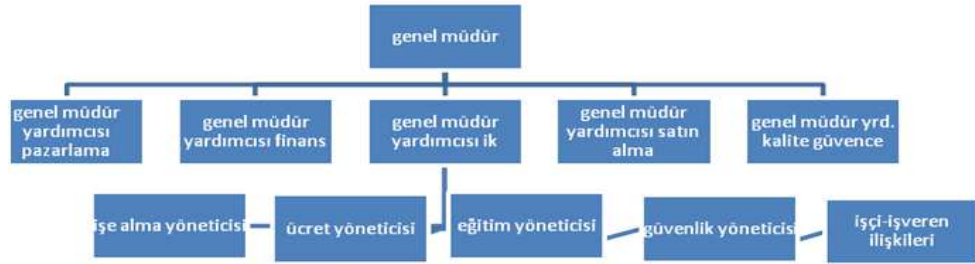 genel müdür
genel müdür
yardımcısı
pazarlama
genel müdür
yardımcısı finans
genel müdür
yardımcısı ik
genel müdür
yardımcısı satın
alma
genel müdür yrd.
kalite güvence
işe alma yöneticisi
ücret yöneticisi
eğitim yöneticisi
güvenlik yöneticisi
işçi-işveren
ilişkileri